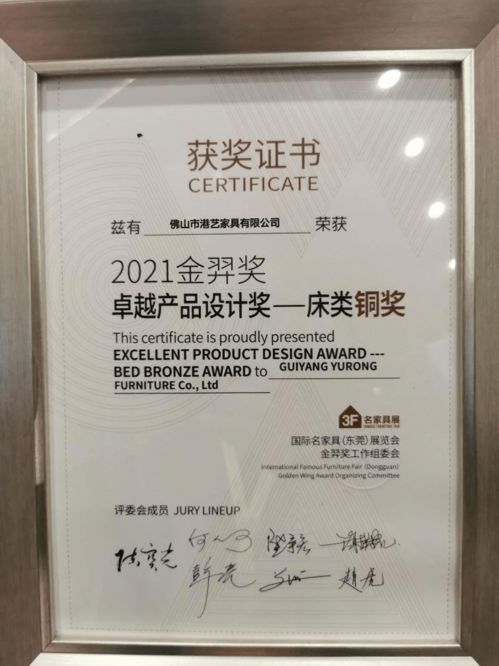 获奖证书
CERTIFICATE
兹有 佛山市港艺家具有限公司 荣获
2021金羿奖
卓越产品设计奖——床类铜奖
This certificate is proudly presented
EXCELLENT PRODUCT DESIGN AWARD ---
BED BRONZE AWARD to GUIYANG YURONG
FURNITURE Co., Ltd
3F 名家具展
国际名家具(东莞)展览会
金羿奖工作组委会
International Famous Furniture Fair (Dongguan)
Golden Wing Award Organizing Committee
评委会成员 JURY LINEUP